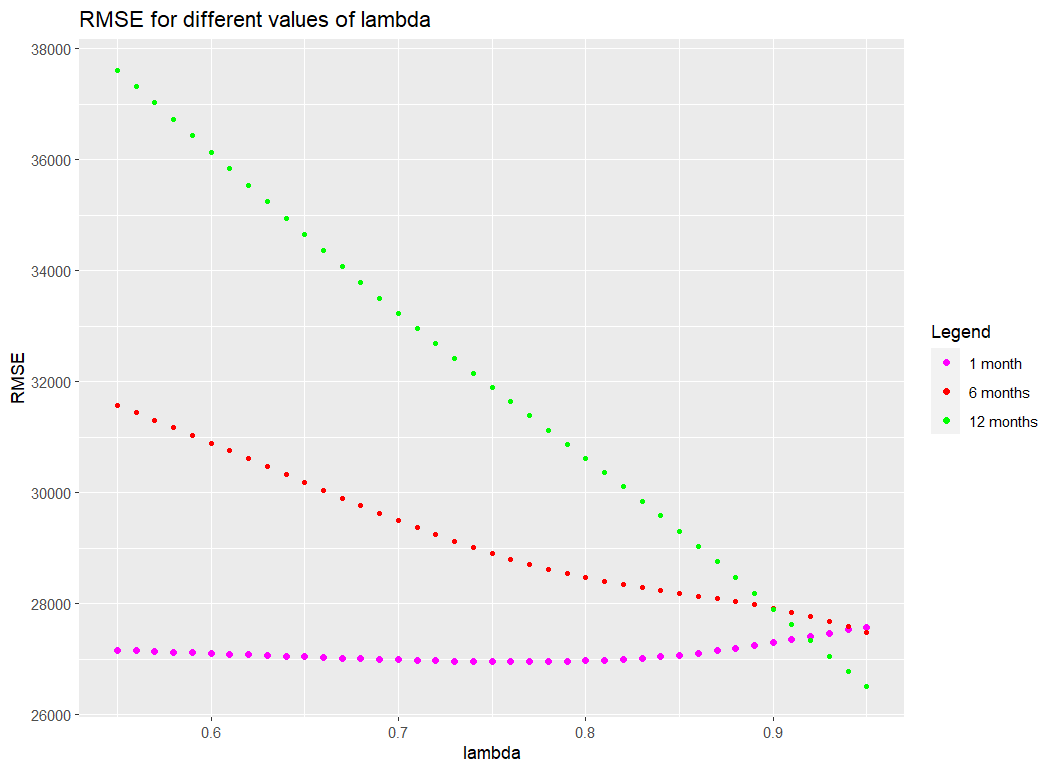 RMSE for different values of lambda
38000
36000
34000
32000
30000
28000
26000
RMSE
0.6
0.7
0.8
0.9
lambda
Legend
1 month
6 months
12 months